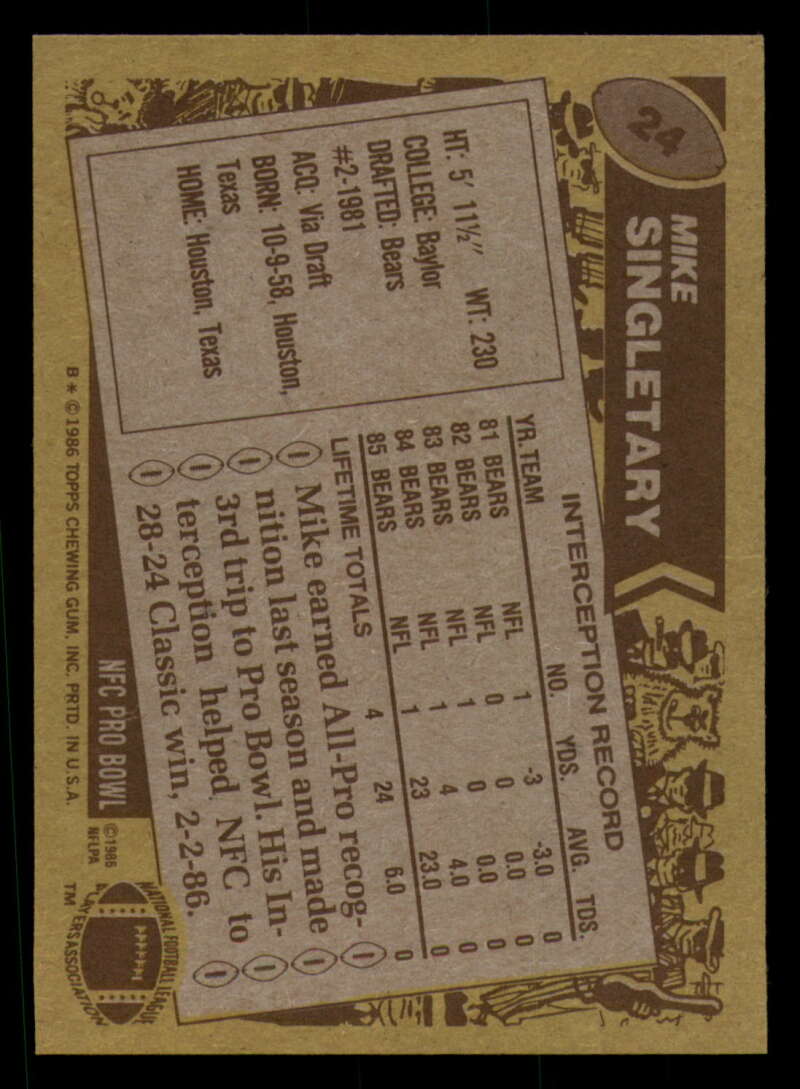 24
MIKE
SINGLETARY
HT: 5' 11½" WT: 230
COLLEGE: Baylor
DRAFTED: Bears
#2-1981
ACQ: Via Draft
BORN: 10-9-58, Houston,
Texas
HOME: Houston, Texas
INTERCEPTION RECORD
YR. TEAM NO. YDS. AVG. TDS.
81 BEARS NFL 1 -3 -3.0 0
82 BEARS NFL 0 0 0.0 0
83 BEARS NFL 1 0 0.0 0
84 BEARS NFL 1 4 4.0 0
85 BEARS NFL 1 23 23.0 0
LIFETIME TOTALS 4 24 6.0 0
Mike earned All-Pro recog-
nition last season and made
3rd trip to Pro Bowl. His In-
terception helped NFC to
28-24 Classic win, 2-2-86.
NFC PRO BOWL
©1986
NFLPA
NATIONAL FOOTBALL LEAGUE
PLAYERS ASSOCIATION
TM
B * © 1986 TOPPS CHEWING GUM, INC. PRTD. IN U.S.A.